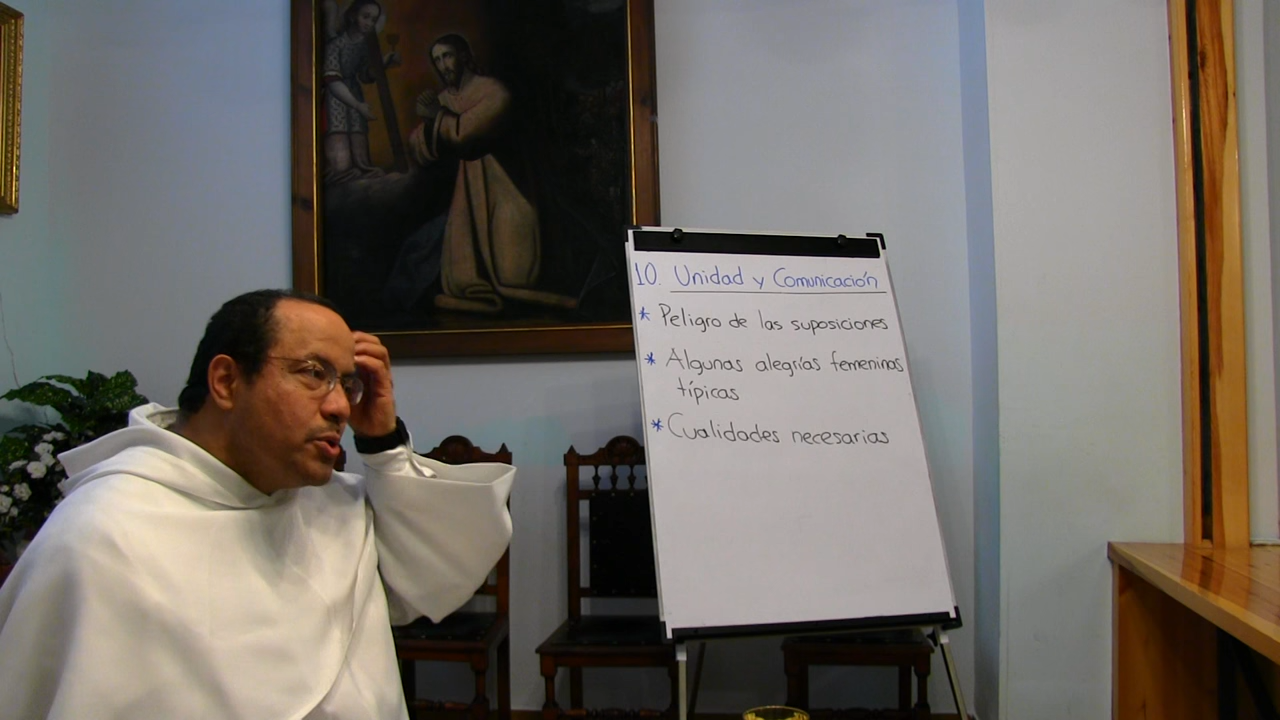 10. Unidad y Comunicación
* Peligro de las suposiciones
* Algunas alegrías femeninas
típicas
* Cualidades necesarias